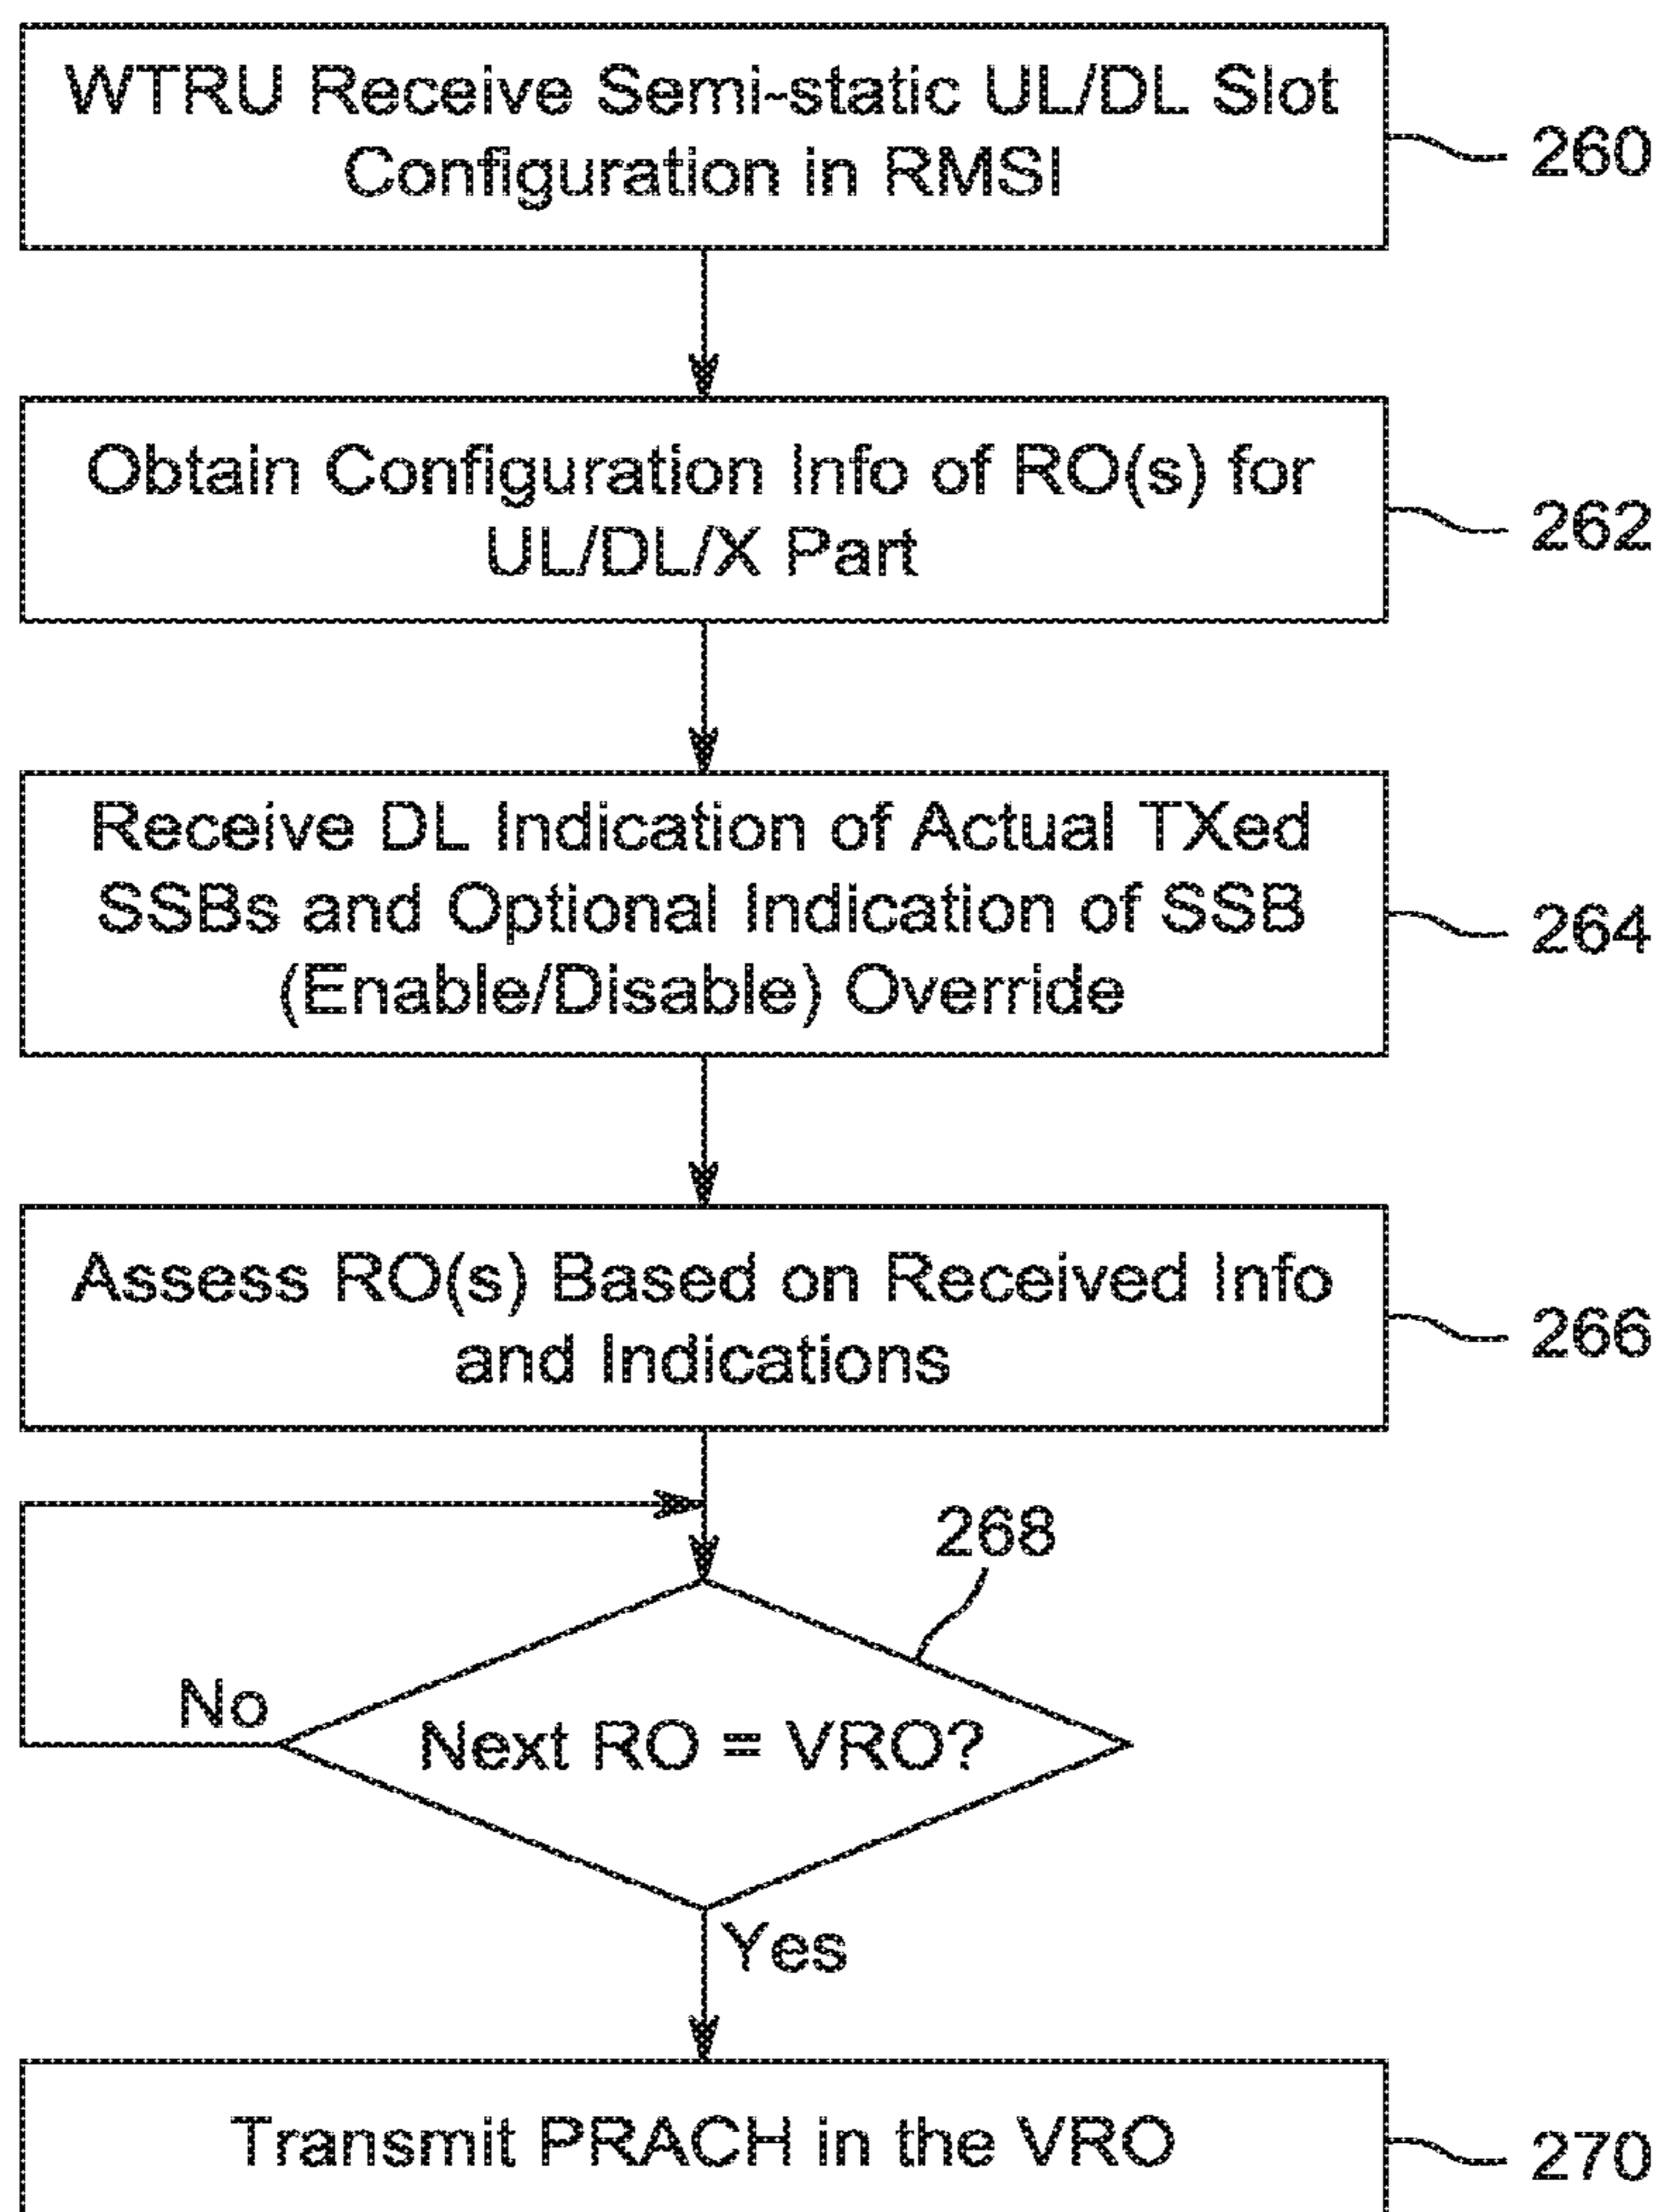 WTRU Receive Semi-static UL/DL Slot
Configuration in RMSI
260
Obtain Configuration Info of RO(s) for
UL/DL/X Part
262
Receive DL Indication of Actual TXed
SSBs and Optional Indication of SSB
(Enable/Disable) Override
264
Assess RO(s) Based on Received Info
and Indications
266
268
No
Next RO = VRO?
Yes
Transmit PRACH in the VRO
270